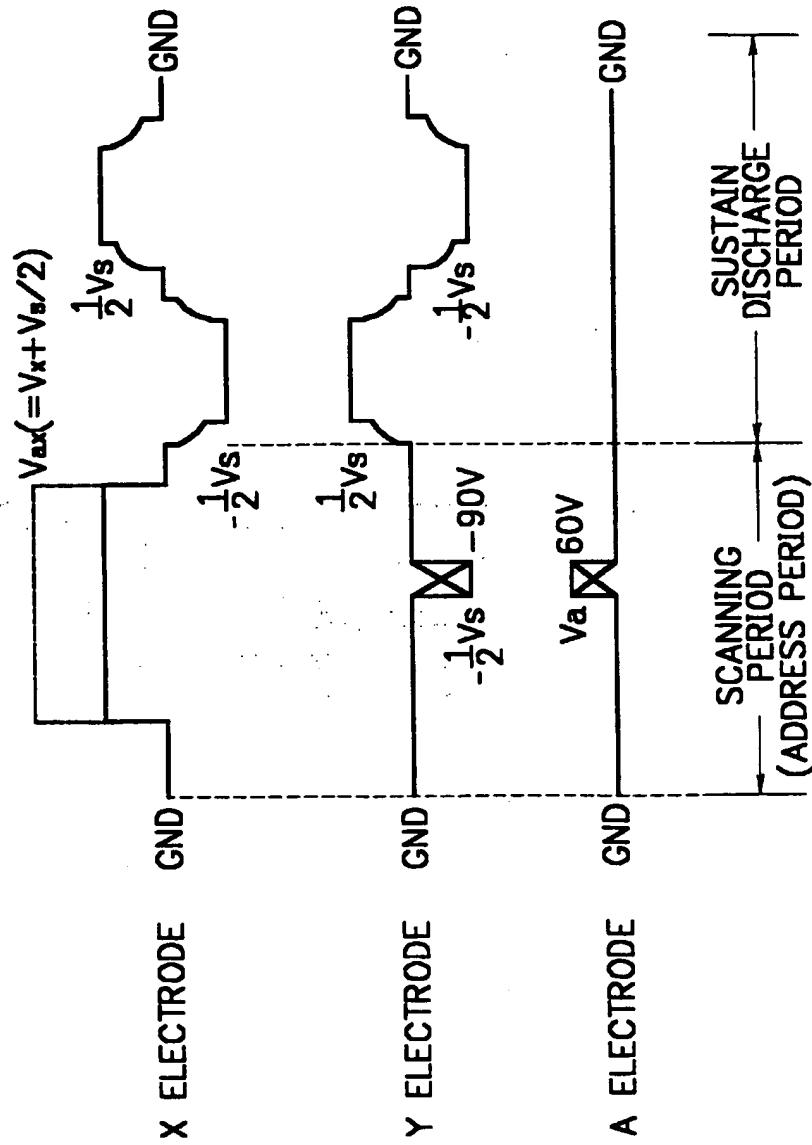 X ELECTRODE
GND
Vax(=Vx+Vs/2)
-1/2Vs
1/2Vs
GND
Y ELECTRODE
GND
-1/2Vs
-90V
1/2Vs
-1/2Vs
GND
A ELECTRODE
GND
Va
60V
GND
SCANNING
PERIOD
(ADDRESS PERIOD)
SUSTAIN
DISCHARGE
PERIOD